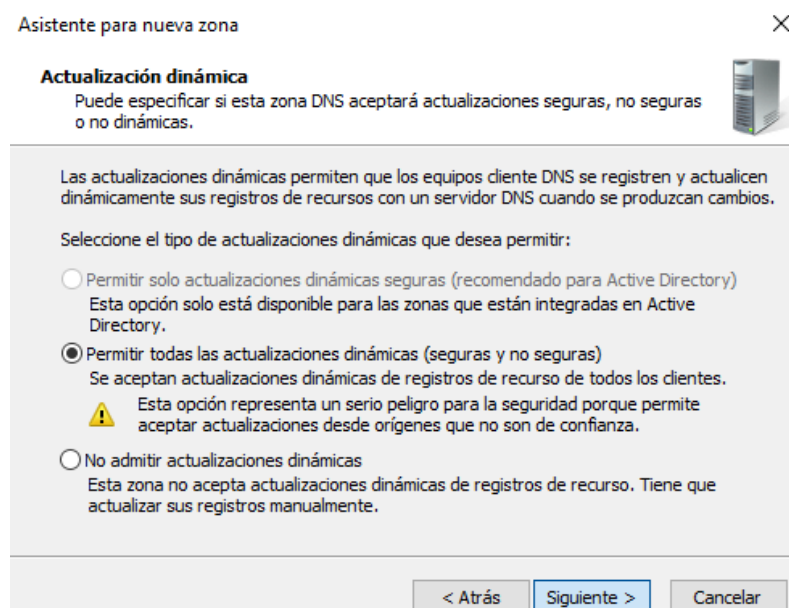 Asistente para nueva zona
Actualización dinámica
Puede especificar si esta zona DNS aceptará actualizaciones seguras, no seguras
o no dinámicas.
Las actualizaciones dinámicas permiten que los equipos cliente DNS se registren y actualicen
dinámicamente sus registros de recursos con un servidor DNS cuando se produzcan cambios.
Seleccione el tipo de actualizaciones dinámicas que desea permitir:
Permitir solo actualizaciones dinámicas seguras (recomendado para Active Directory)
Esta opción solo está disponible para las zonas que están integradas en Active
Directory.
Permitir todas las actualizaciones dinámicas (seguras y no seguras)
Se aceptan actualizaciones dinámicas de registros de recurso de todos los clientes.
Esta opción representa un serio peligro para la seguridad porque permite
aceptar actualizaciones desde orígenes que no son de confianza.
No admitir actualizaciones dinámicas
Esta zona no acepta actualizaciones dinámicas de registros de recurso. Tiene que
actualizar sus registros manualmente.
< Atrás Siguiente > Cancelar